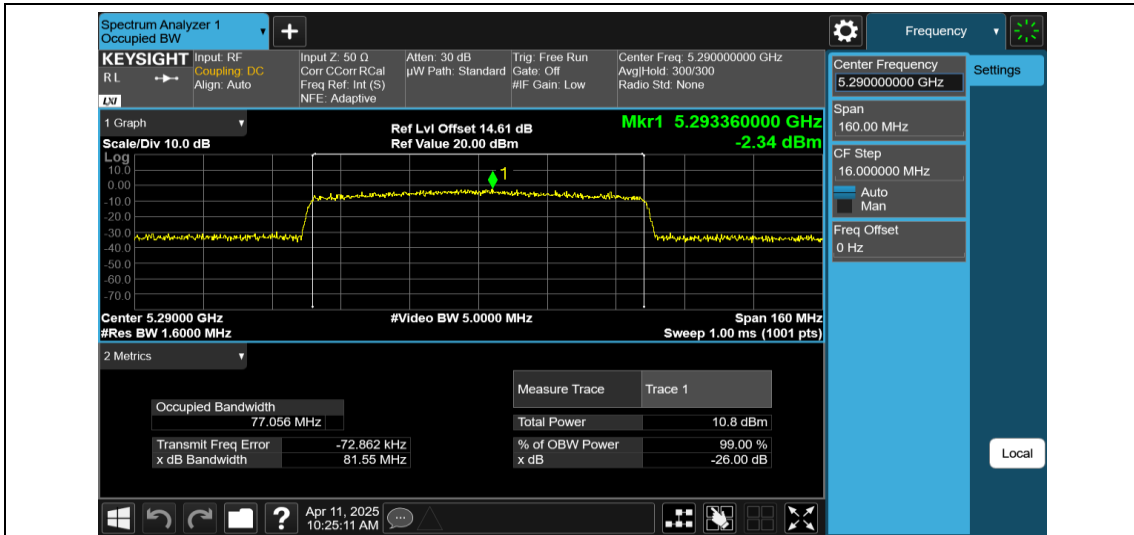 Spectrum Analyzer 1
Occupied BW
Frequency
KEYSIGHT
R L
LXI
Input: RF
Coupling: DC
Align: Auto
Input Z: 50 Ω
Corr CCorr RCal
Freq Ref: Int (S)
NFE: Adaptive
Atten: 30 dB
µW Path: Standard
Trig: Free Run
Gate: Off
#IF Gain: Low
Center Freq: 5.290000000 GHz
Avg|Hold: 300/300
Radio Std: None
1 Graph
Scale/Div 10.0 dB
Ref Lvl Offset 14.61 dB
Ref Value 20.00 dBm
Mkr1 5.293360000 GHz
-2.34 dBm
Log
10.0
0.00
-10.0
-20.0
-30.0
-40.0
-50.0
-60.0
-70.0
1
Center 5.29000 GHz
#Res BW 1.6000 MHz
#Video BW 5.0000 MHz
Span 160 MHz
Sweep 1.00 ms (1001 pts)
2 Metrics
Measure Trace
Trace 1
Occupied Bandwidth
77.056 MHz
Total Power
10.8 dBm
Transmit Freq Error
-72.862 kHz
% of OBW Power
99.00 %
x dB Bandwidth
81.55 MHz
x dB
-26.00 dB
Center Frequency
5.290000000 GHz
Settings
Span
160.00 MHz
CF Step
16.000000 MHz
Auto
Man
Freq Offset
0 Hz
Local
?
Apr 11, 2025
10:25:11 AM